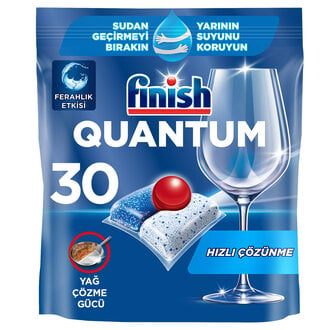 SUDAN
GEÇİRMEYİ
BIRAKIN
YARININ
SUYUNU
KORUYUN
FERAHLIK
ETKİSİ
finish
QUANTUM
30
HIZLI ÇÖZÜNME
YAĞ
ÇÖZME
GÜCÜ